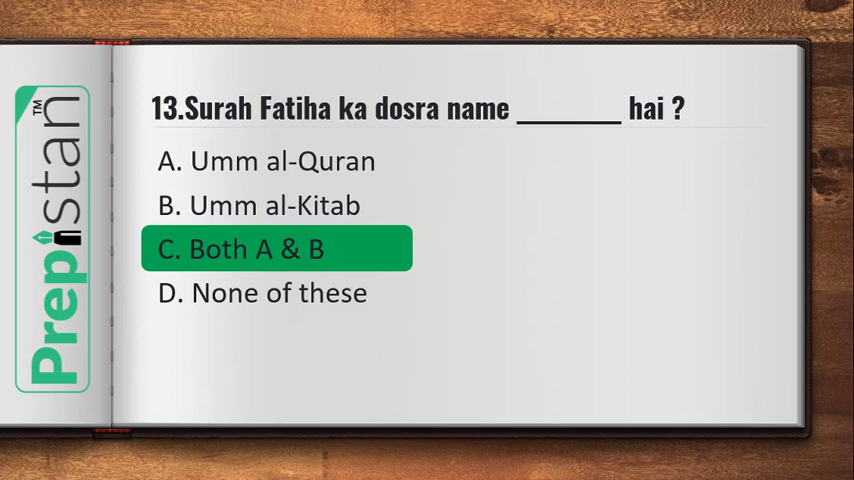 Prepistan™
13.Surah Fatiha ka dosra name ________ hai ?
A. Umm al-Quran
B. Umm al-Kitab
C. Both A & B
D. None of these